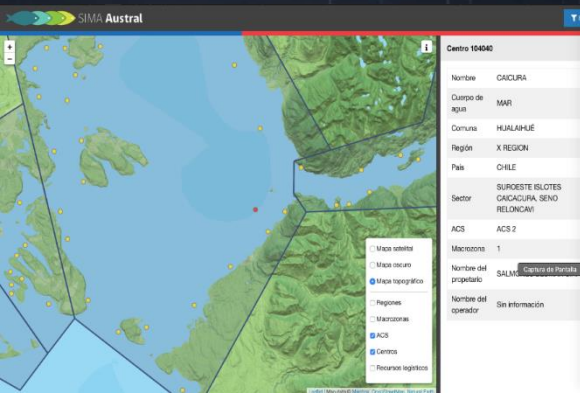 SIMA Austral
+
−
i
Centro 104040
Nombre CAICURA
Cuerpo de
agua MAR
Comuna HUALAIHUÉ
Región X REGION
País CHILE
Sector SUROESTE ISLOTES
CAICACURA, SENO
RELONCAVI
ACS ACS 2
Macrozona 1
Nombre del
propietario
Captura de Pantalla
Nombre del
operador Sin información
Mapa satelital
Mapa oscuro
Mapa topográfico
Regiones
Macrozonas
ACS
Centros
Recursos logísticos